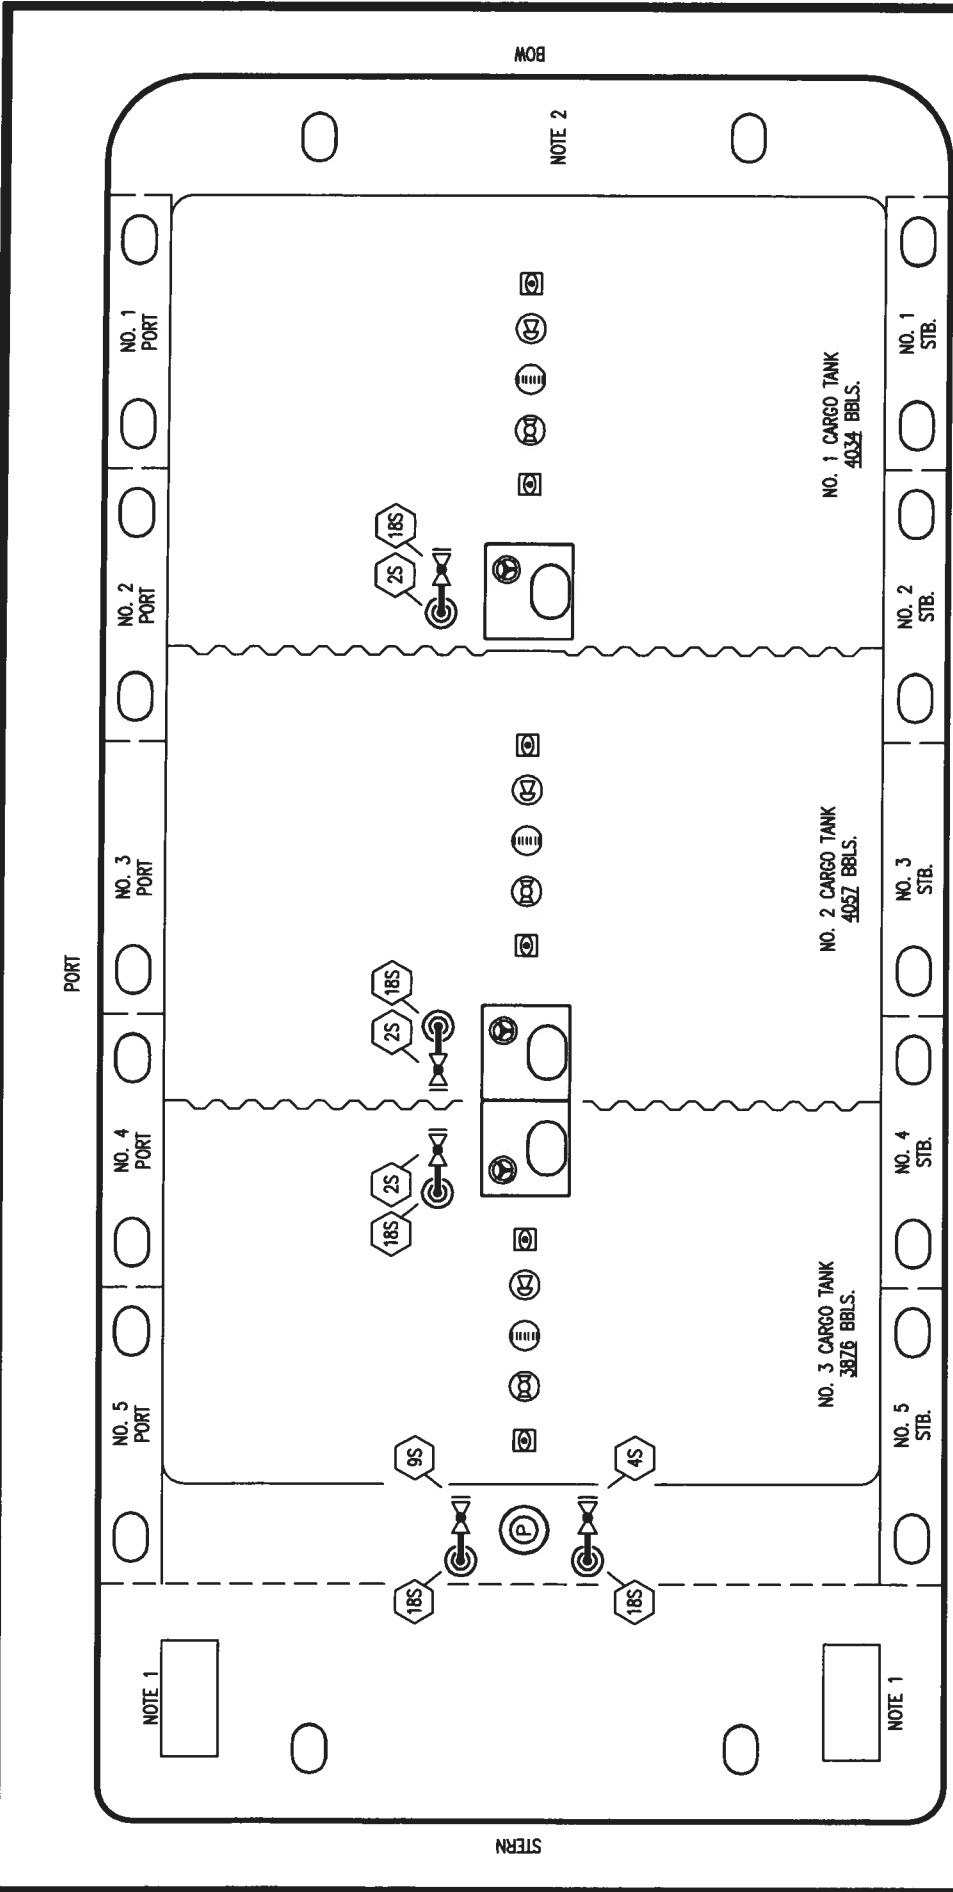 BOW
NOTE 2
NO. 1
PORT
NO. 1
STB.
NO. 1 CARGO TANK
4034 BBLS.
18S
2S
NO. 2
PORT
NO. 2
STB.
PORT
NO. 3
PORT
NO. 3
STB.
NO. 2 CARGO TANK
4057 BBLS.
18S
2S
NO. 4
PORT
NO. 4
STB.
2S
18S
NO. 3 CARGO TANK
3876 BBLS.
NO. 5
PORT
NO. 5
STB.
9S
4S
P
18S
18S
NOTE 1
NOTE 1
STERN